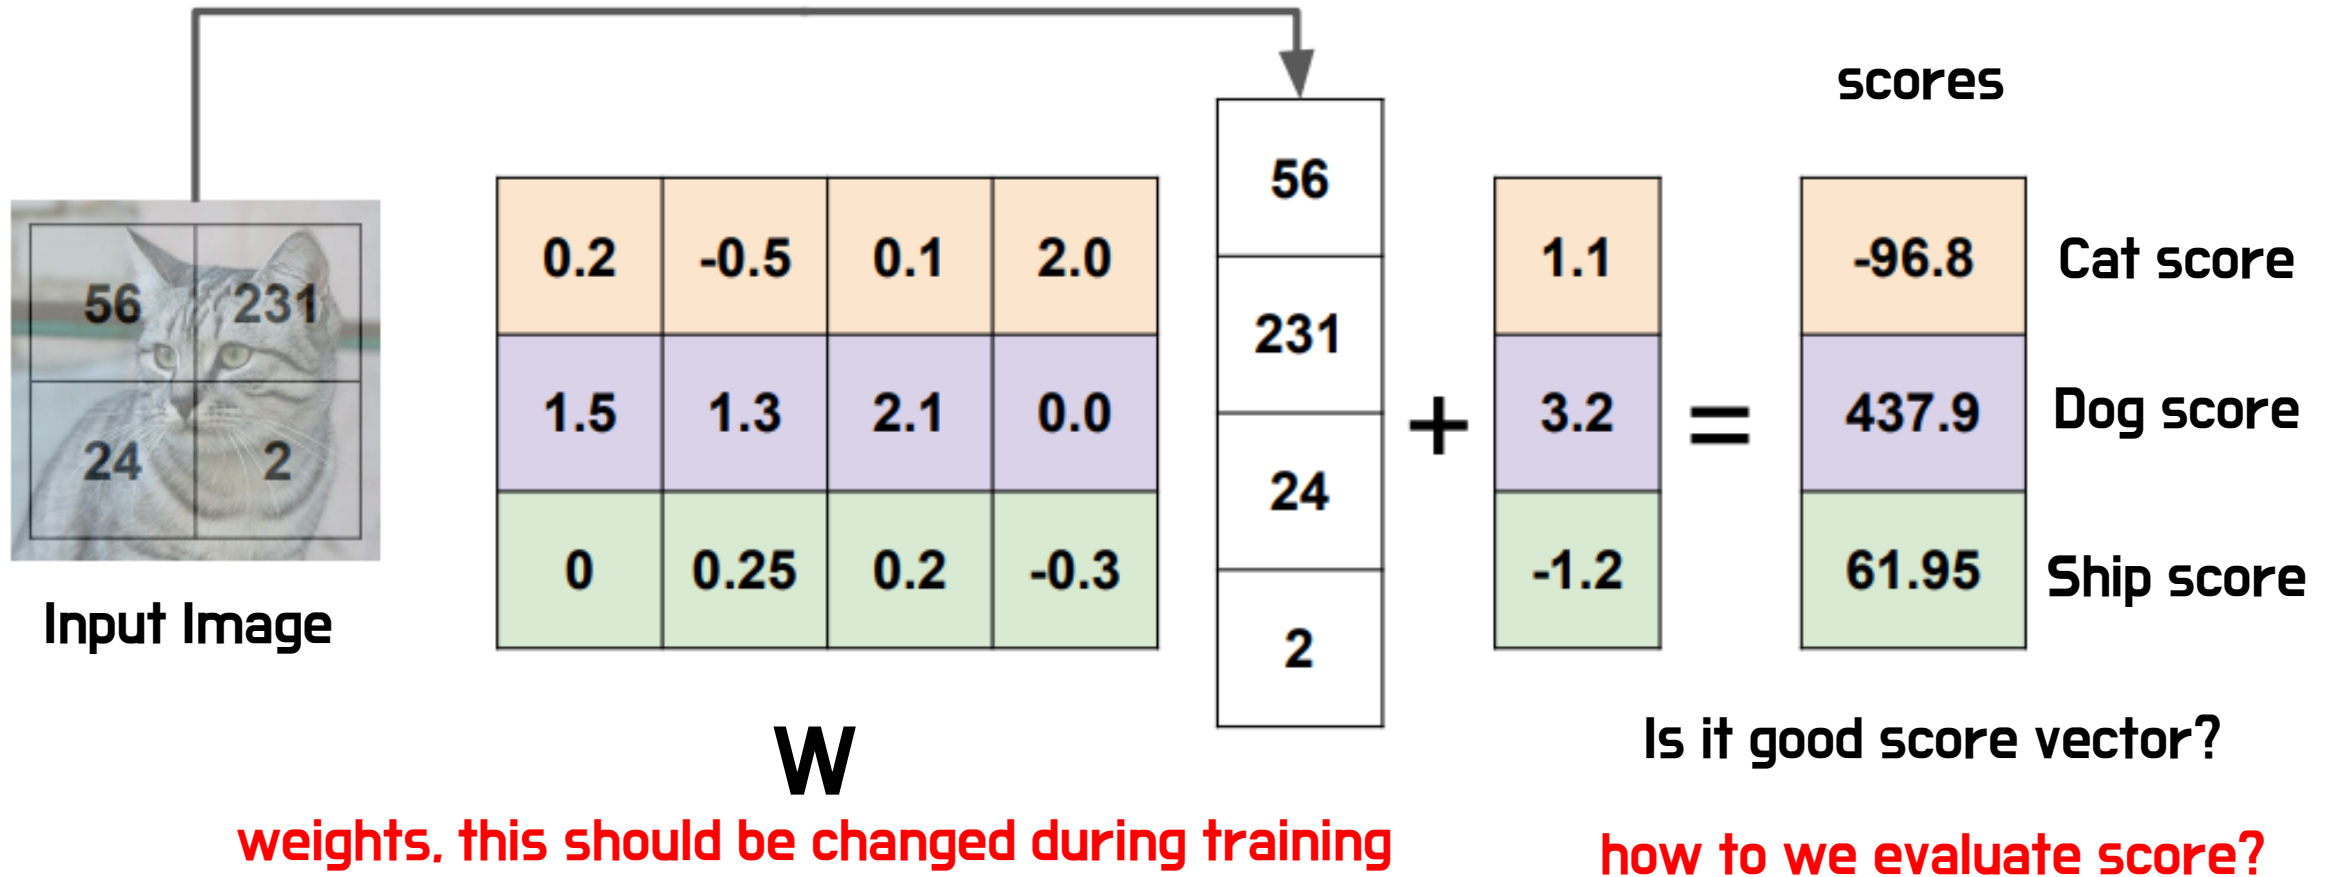 scores
56 231
24 2
Input Image
0.2 -0.5 0.1 2.0
1.5 1.3 2.1 0.0
0 0.25 0.2 -0.3
W
weights, this should be changed during training
56
231
24
2
+
1.1
3.2
-1.2
=
-96.8 Cat score
437.9 Dog score
61.95 Ship score
Is it good score vector?
how to we evaluate score?